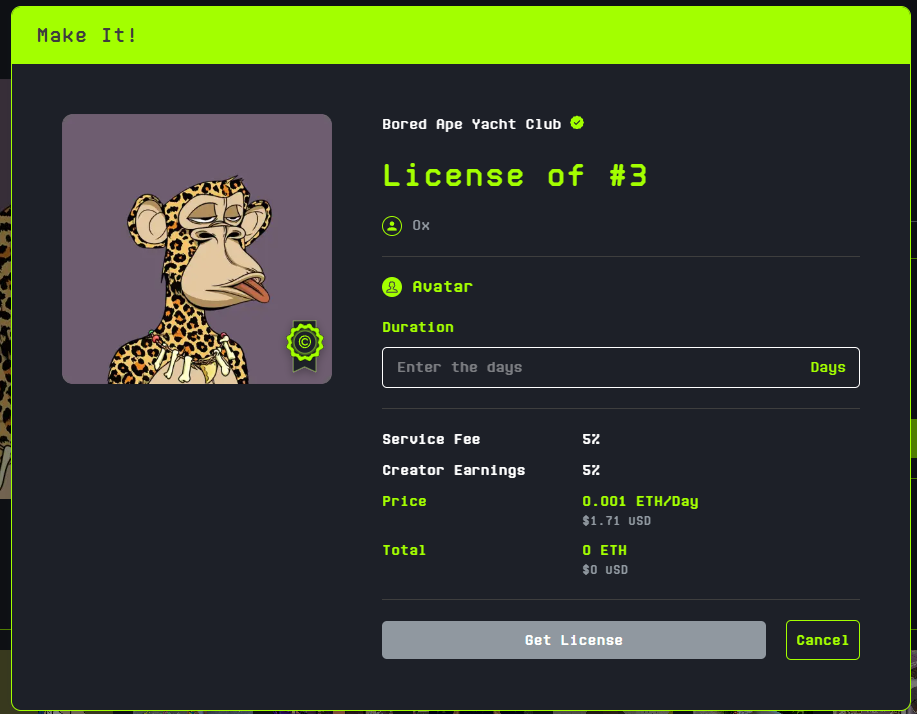 Make It!
Bored Ape Yacht Club
License of #3
0x
Avatar
Duration
Enter the days Days
Service Fee 5%
Creator Earnings 5%
Price 0.001 ETH/Day
$1.71 USD
Total 0 ETH
$0 USD
©
Get License Cancel